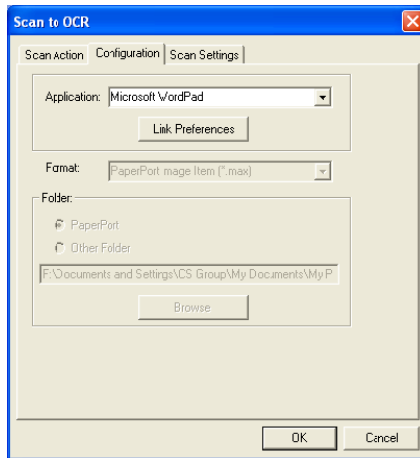 Scan to OCR
Scan Action Configuration Scan Settings
Application: Microsoft WordPad
Link Preferences
Format: PaperPort mage Item (*.max)
Folder:
PaperPort
Other Folder
F:\Documents and Settings\CS Group\My Documents\My P
Browse
OK Cancel